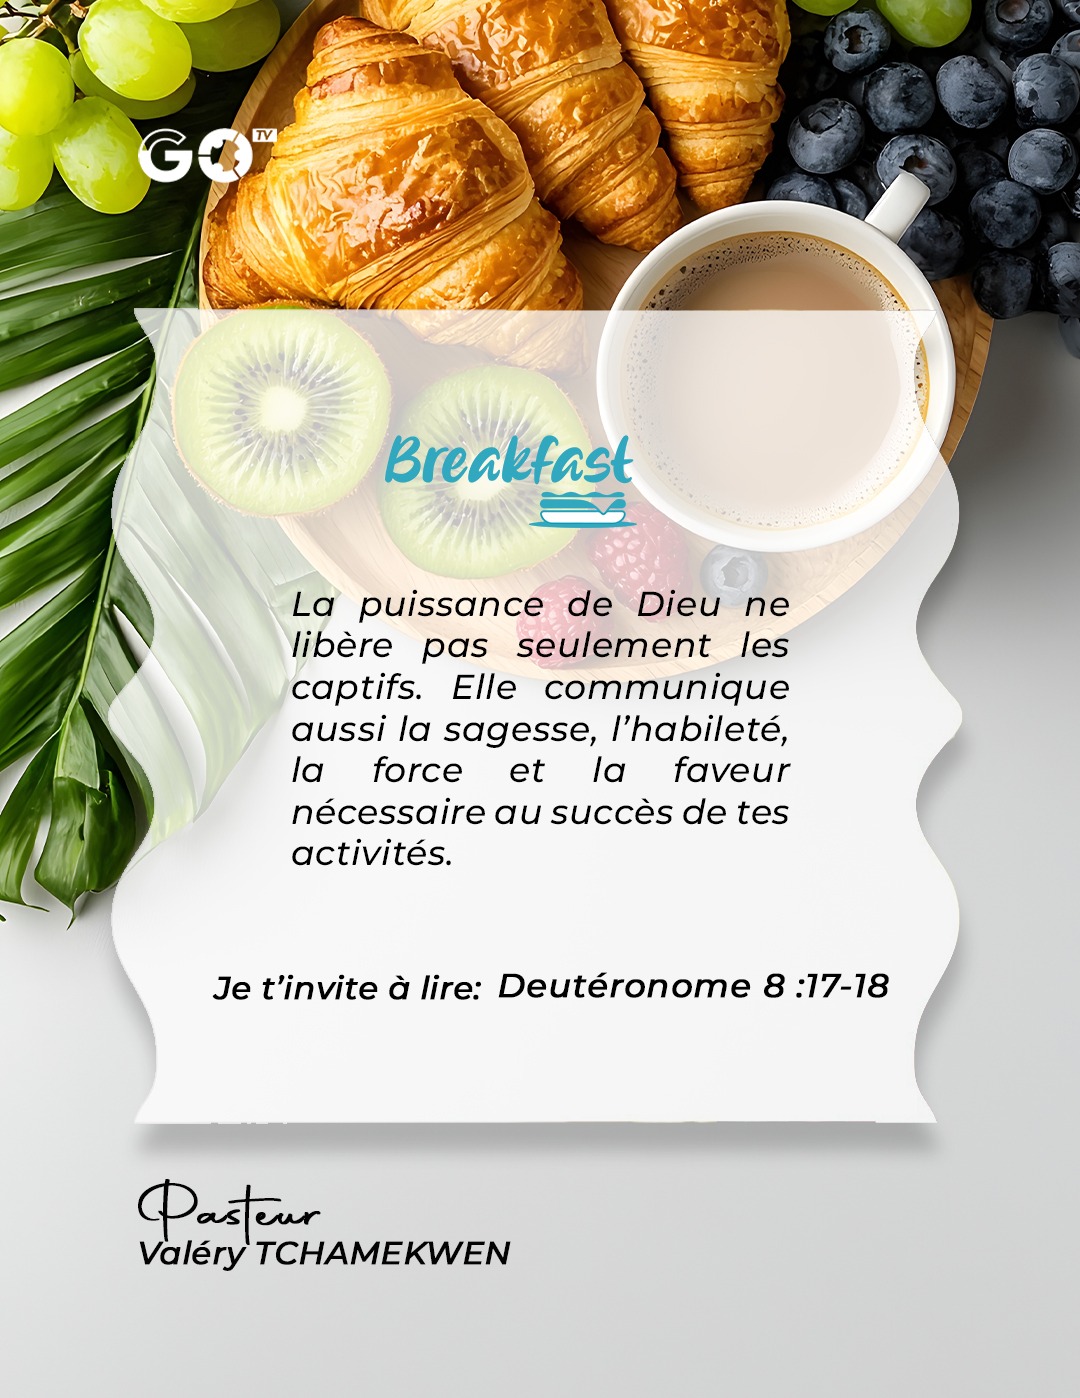 GO TV
Breakfast
La puissance de Dieu ne
libère pas seulement les
captifs. Elle communique
aussi la sagesse, l’habileté,
la force et la faveur
nécessaire au succès de tes
activités.
Je t’invite à lire: Deutéronome 8 :17-18
Pasteur
Valéry TCHAMEKWEN